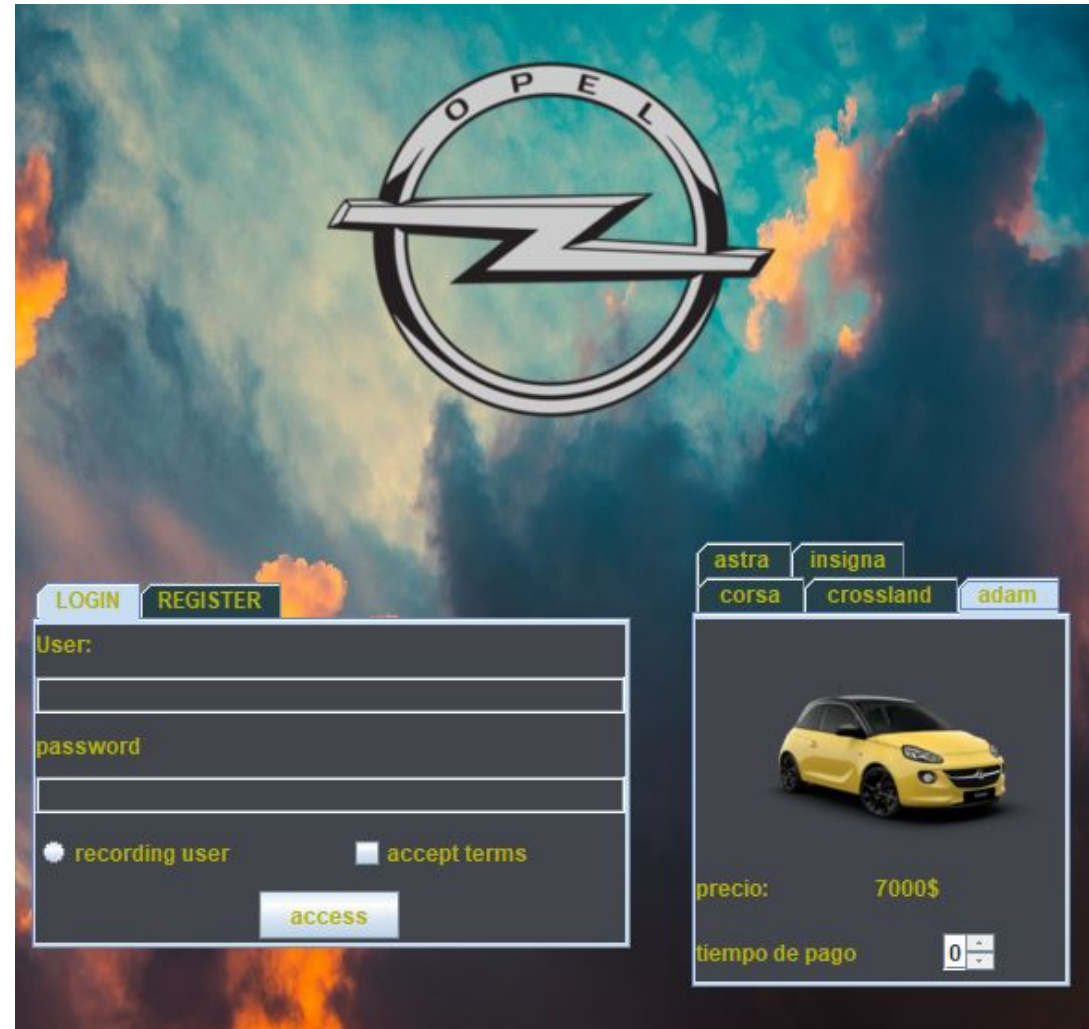 OPEL
LOGIN REGISTER
User:
password
recording user accept terms
access
astra insigna
corsa crossland adam
precio: 7000$
tiempo de pago 0